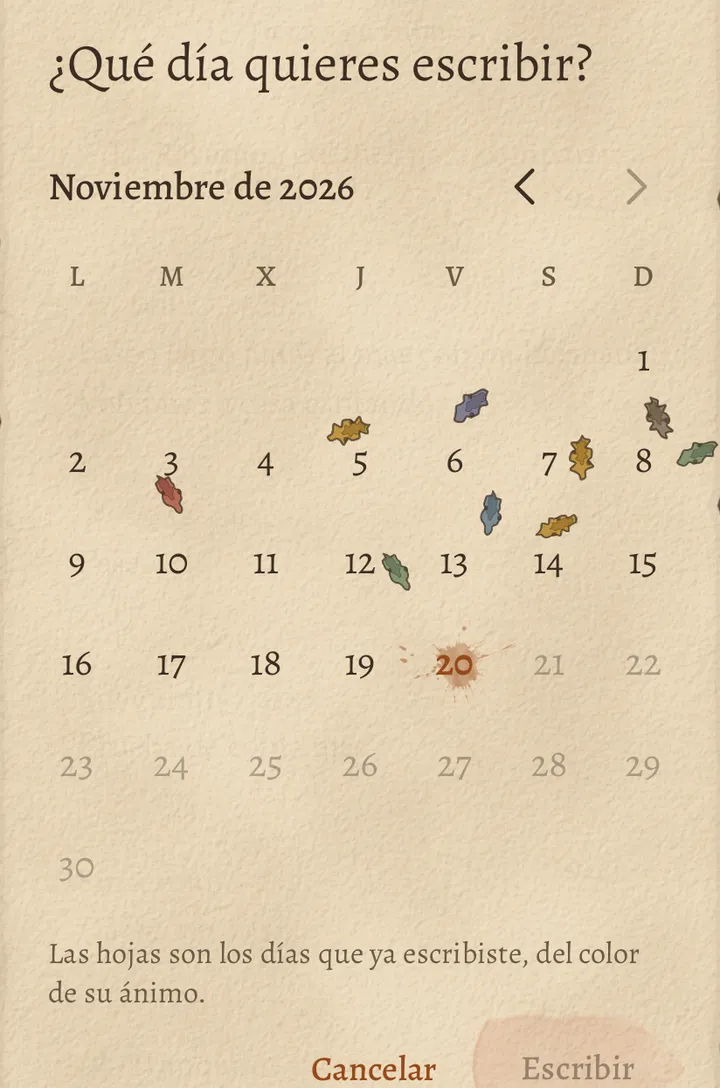 ¿Qué día quieres escribir?
Noviembre de 2026
L M X J V S D
1
2 3 4 5 6 7 8
9 10 11 12 13 14 15
16 17 18 19 20 21 22
23 24 25 26 27 28 29
30
Las hojas son los días que ya escribiste, del color
de su ánimo.
Cancelar Escribir